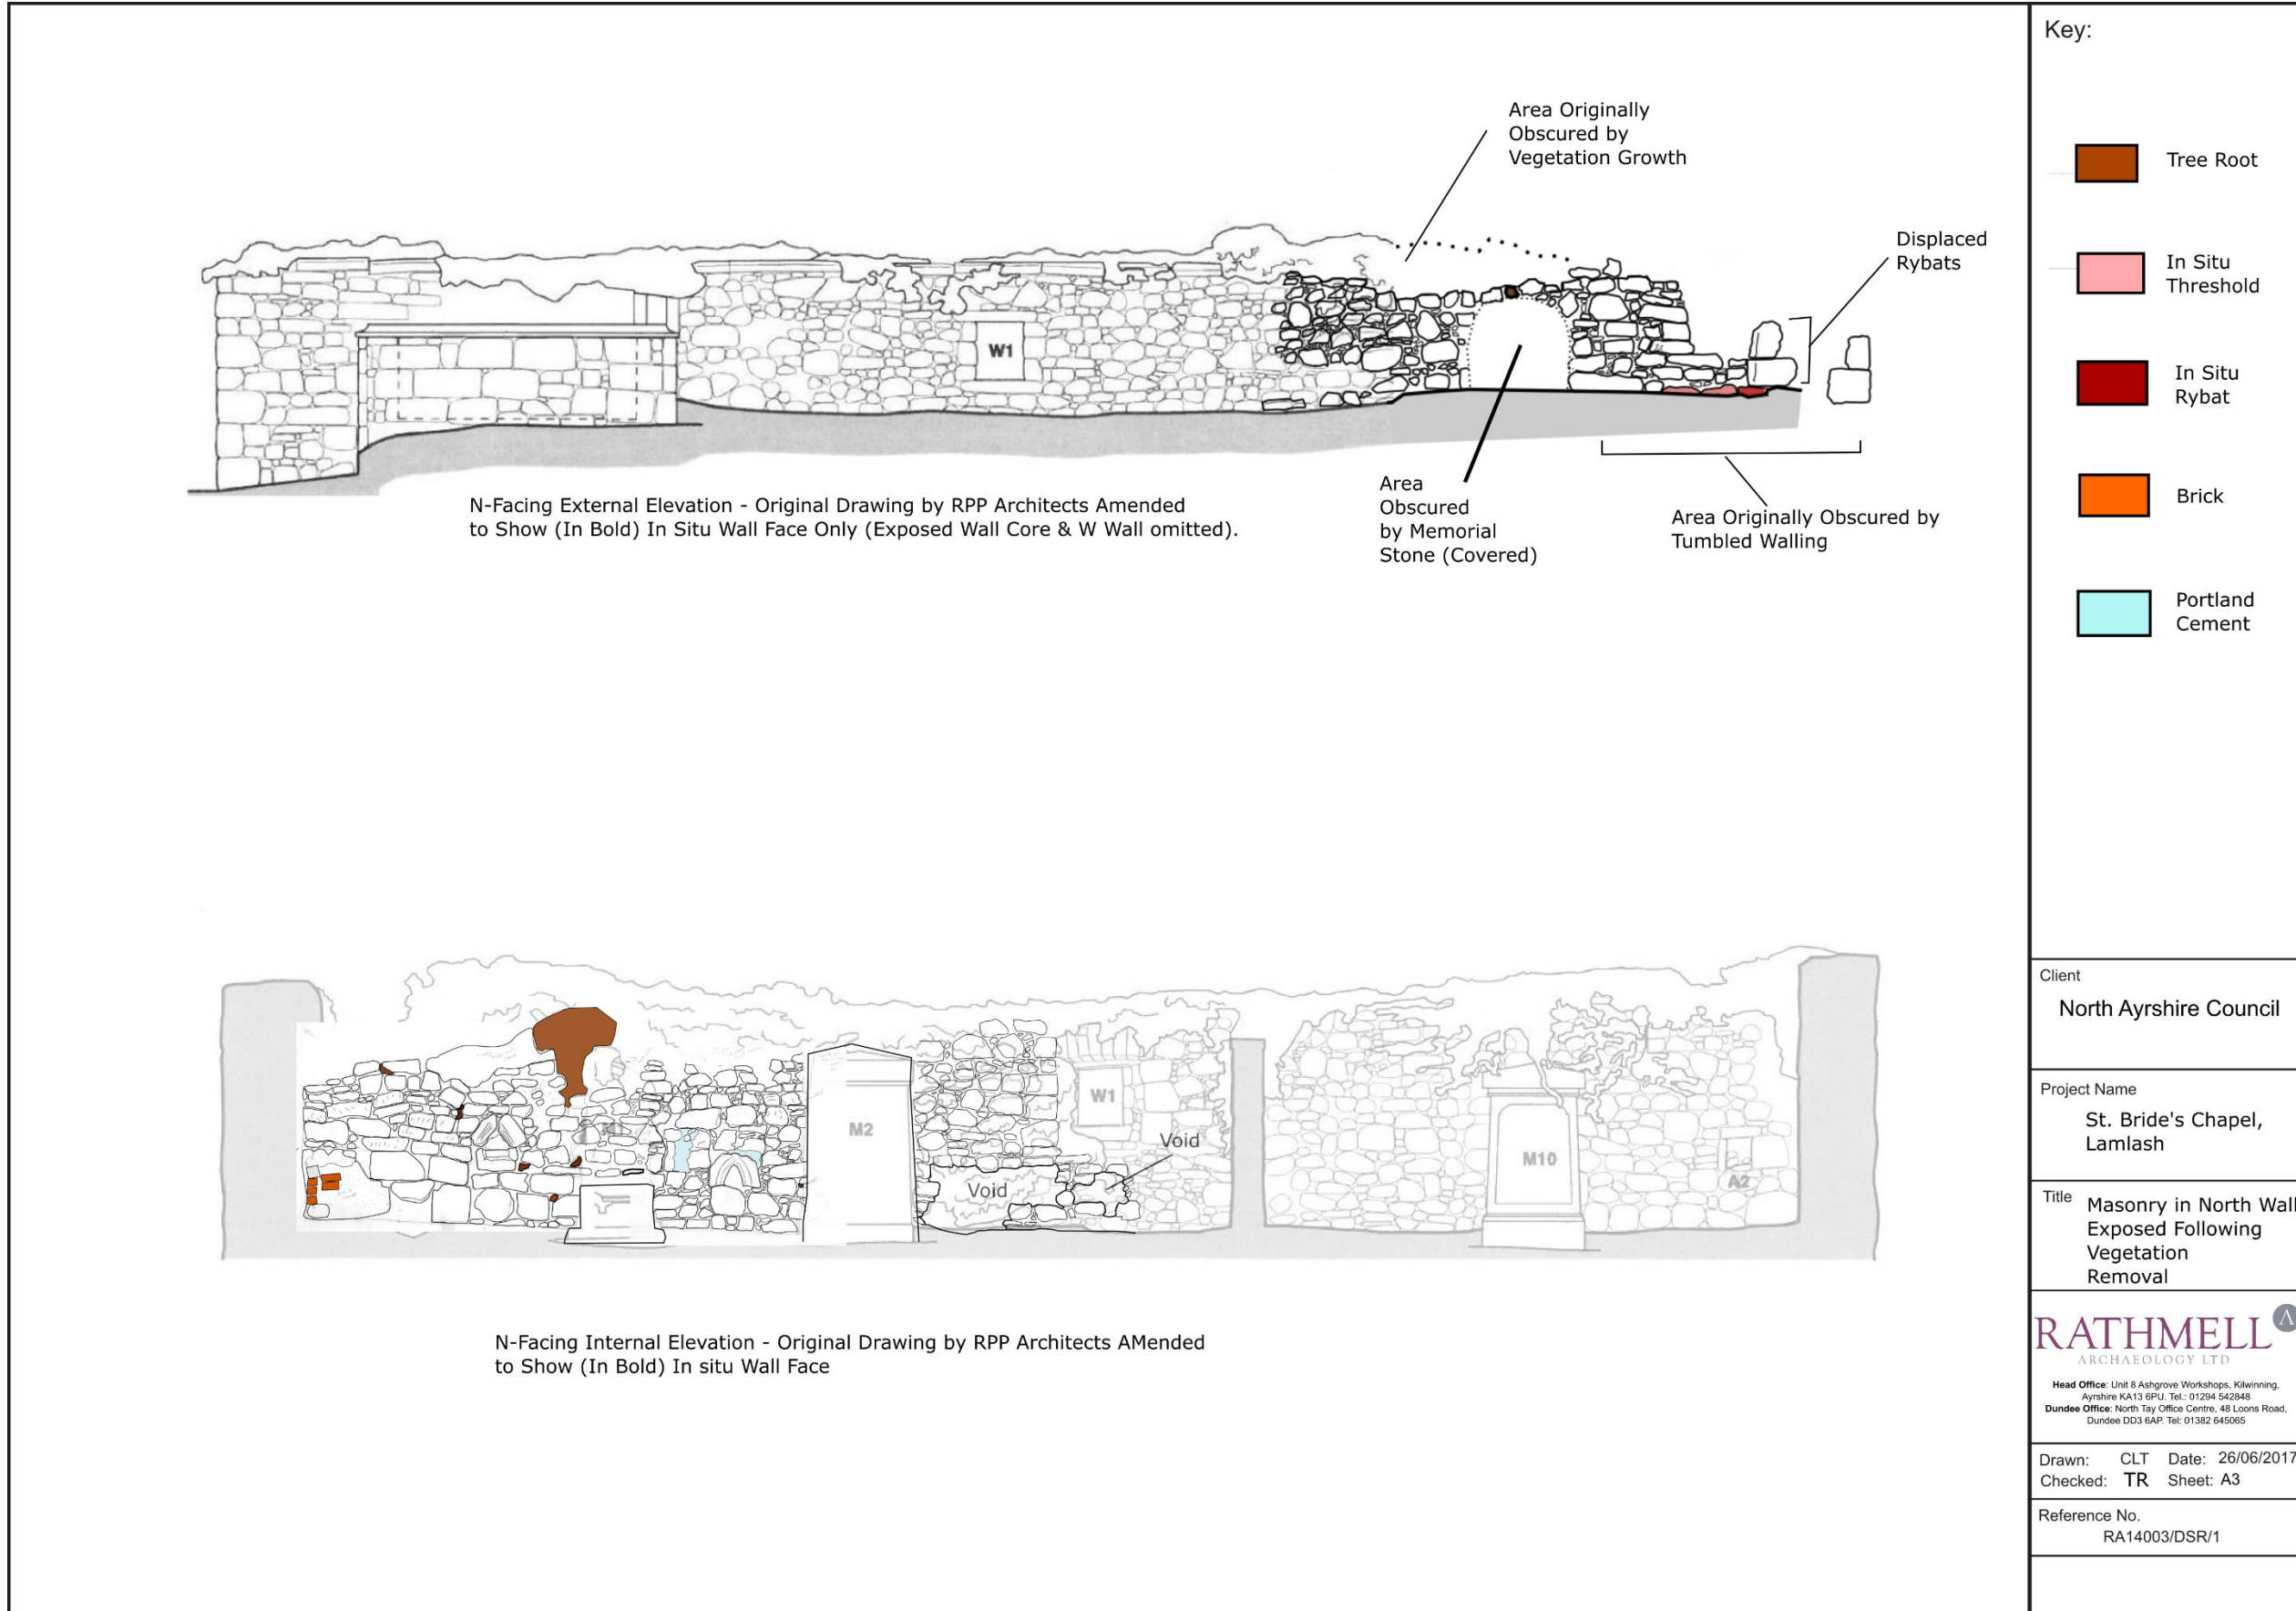 Area Originally
Obscured by
Vegetation Growth
Displaced
Rybats
W1
N-Facing External Elevation - Original Drawing by RPP Architects Amended
to Show (In Bold) In Situ Wall Face Only (Exposed Wall Core & W Wall omitted).
Area
Obscured
by Memorial
Stone (Covered)
Area Originally Obscured by
Tumbled Walling
M2
W1
Void
Void
M10
A2
N-Facing Internal Elevation - Original Drawing by RPP Architects AMended
to Show (In Bold) In situ Wall Face
Key:
Tree Root
In Situ
Threshold
In Situ
Rybat
Brick
Portland
Cement
Client
North Ayrshire Council
Project Name
St. Bride's Chapel,
Lamlash
Title
Masonry in North Wall
Exposed Following
Vegetation
Removal
RATHMELL
ARCHAEOLOGY LTD
Head Office: Unit 8 Ashgrove Workshops, Kilwinning,
Ayrshire KA13 6PU. Tel.: 01294 542848
Dundee Office: North Tay Office Centre, 48 Loons Road,
Dundee DD3 6AP. Tel: 01382 645065
Drawn: CLT Date: 26/06/2017
Checked: TR Sheet: A3
Reference No.
RA14003/DSR/1